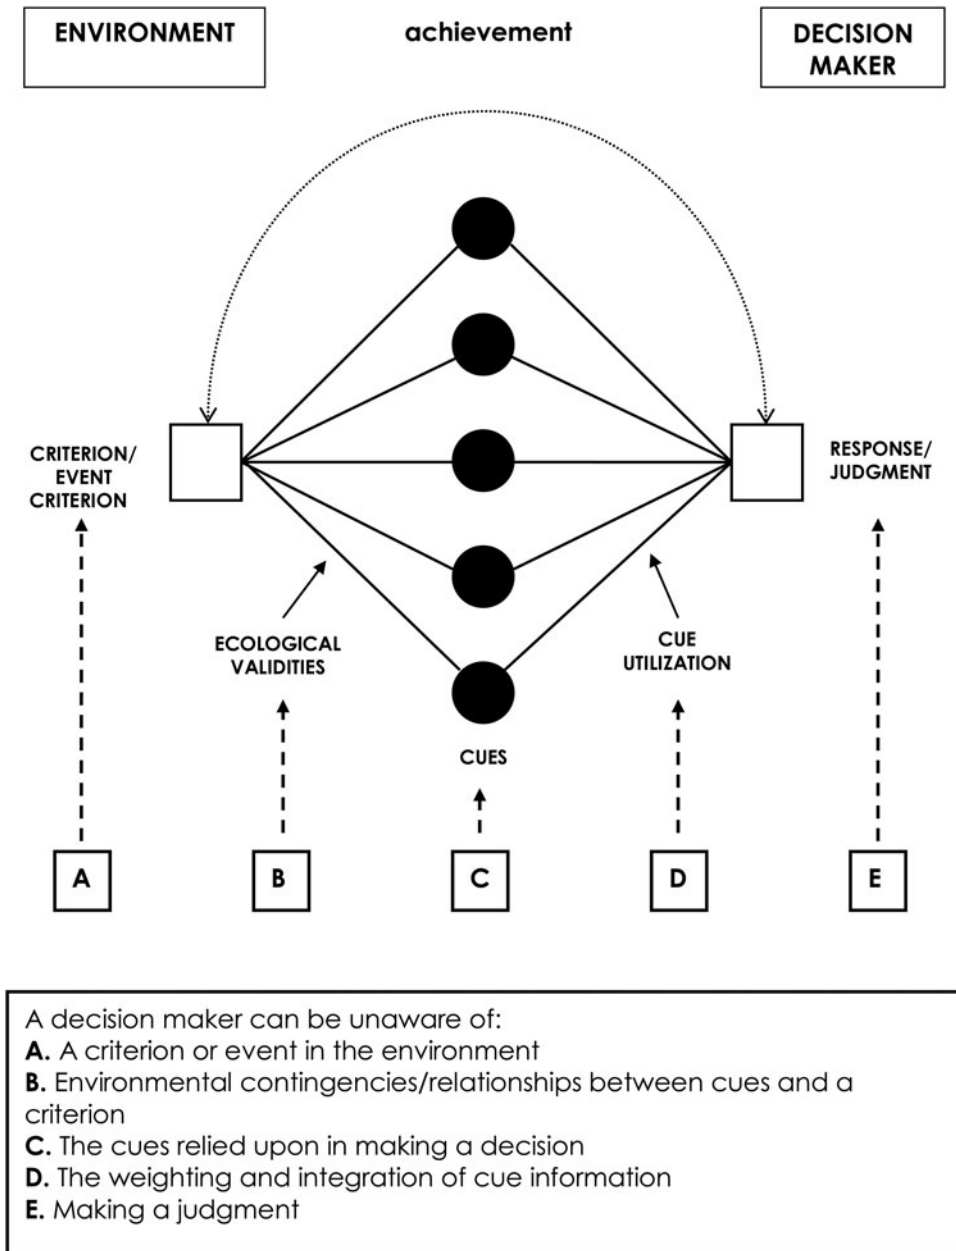 ENVIRONMENT
achievement
DECISION
MAKER
CRITERION/
EVENT
CRITERION
RESPONSE/
JUDGMENT
ECOLOGICAL
VALIDITIES
CUE
UTILIZATION
CUES
A
B
C
D
E
A decision maker can be unaware of:
A. A criterion or event in the environment
B. Environmental contingencies/relationships between cues and a
criterion
C. The cues relied upon in making a decision
D. The weighting and integration of cue information
E. Making a judgment